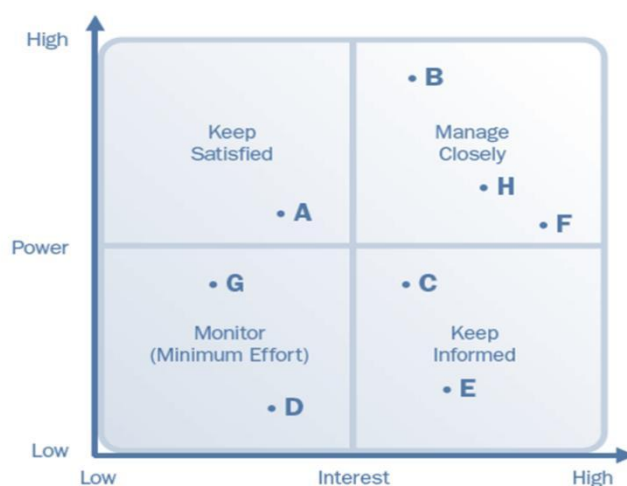 High
B
Keep
Satisfied
Manage
Closely
H
A
F
Power
G
C
Monitor
(Minimum Effort)
Keep
Informed
E
D
Low
Low
Interest
High